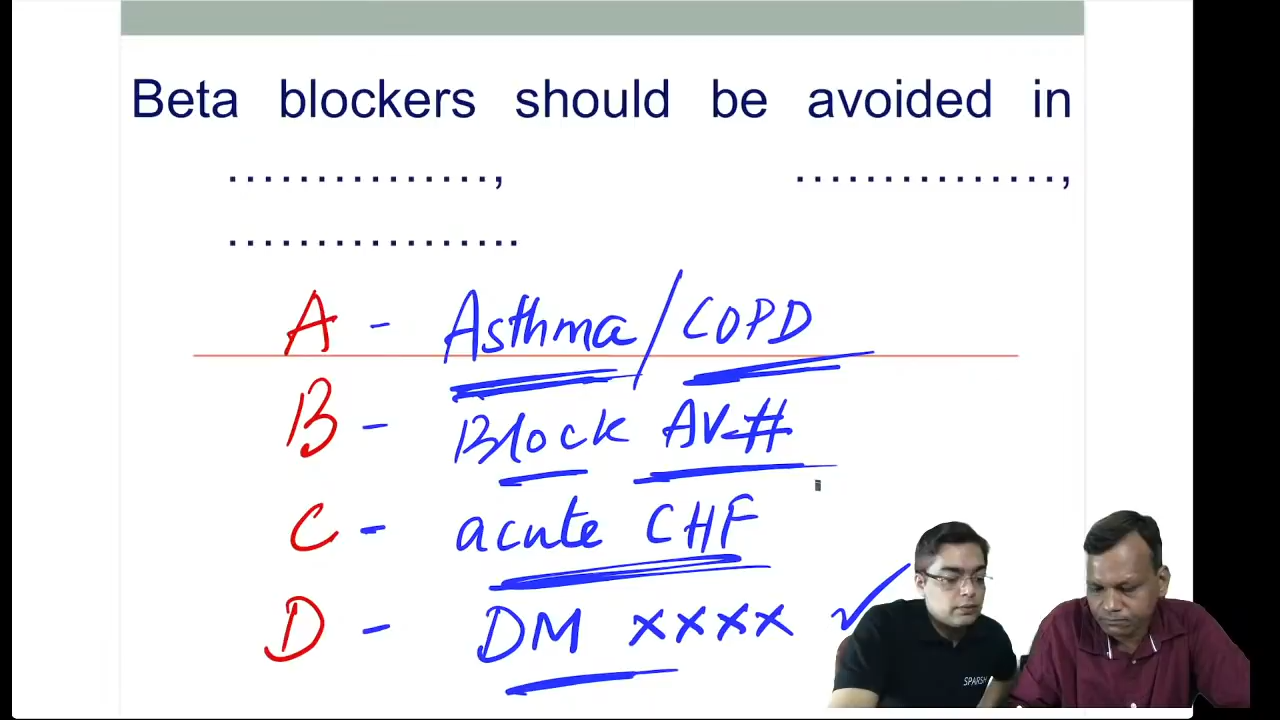 Beta blockers should be avoided in
……………, ……………,
…………….
A - Asthma / COPD
B - Block AV #
C - acute CHF
D - DM xxxx ✓
SPARSH